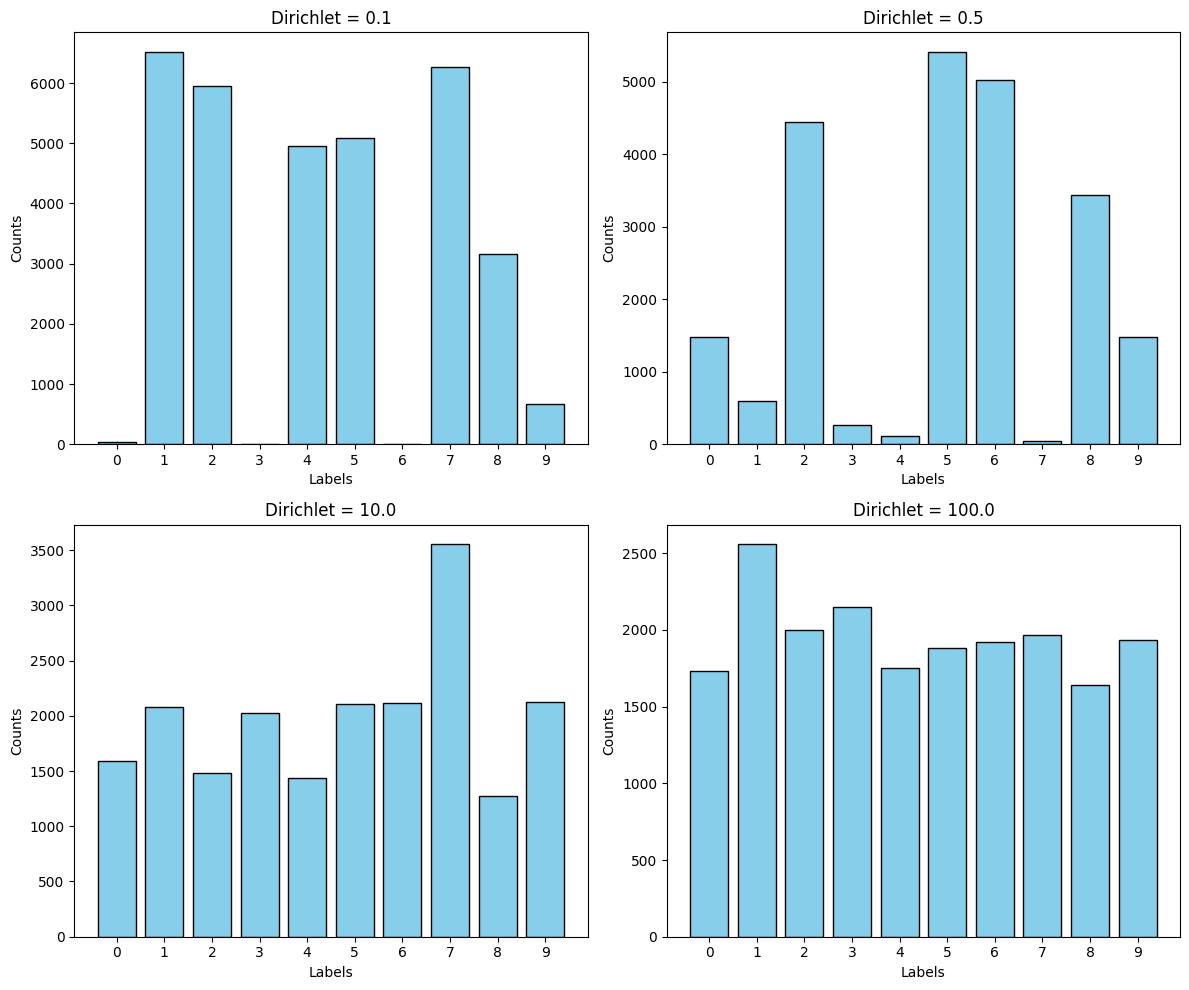 Dirichlet = 0.1
6000
5000
4000
3000
2000
1000
0
Counts
0 1 2 3 4 5 6 7 8 9
Labels
Dirichlet = 0.5
5000
4000
3000
2000
1000
0
Counts
0 1 2 3 4 5 6 7 8 9
Labels
Dirichlet = 10.0
3500
3000
2500
2000
1500
1000
500
0
Counts
0 1 2 3 4 5 6 7 8 9
Labels
Dirichlet = 100.0
2500
2000
1500
1000
500
0
Counts
0 1 2 3 4 5 6 7 8 9
Labels